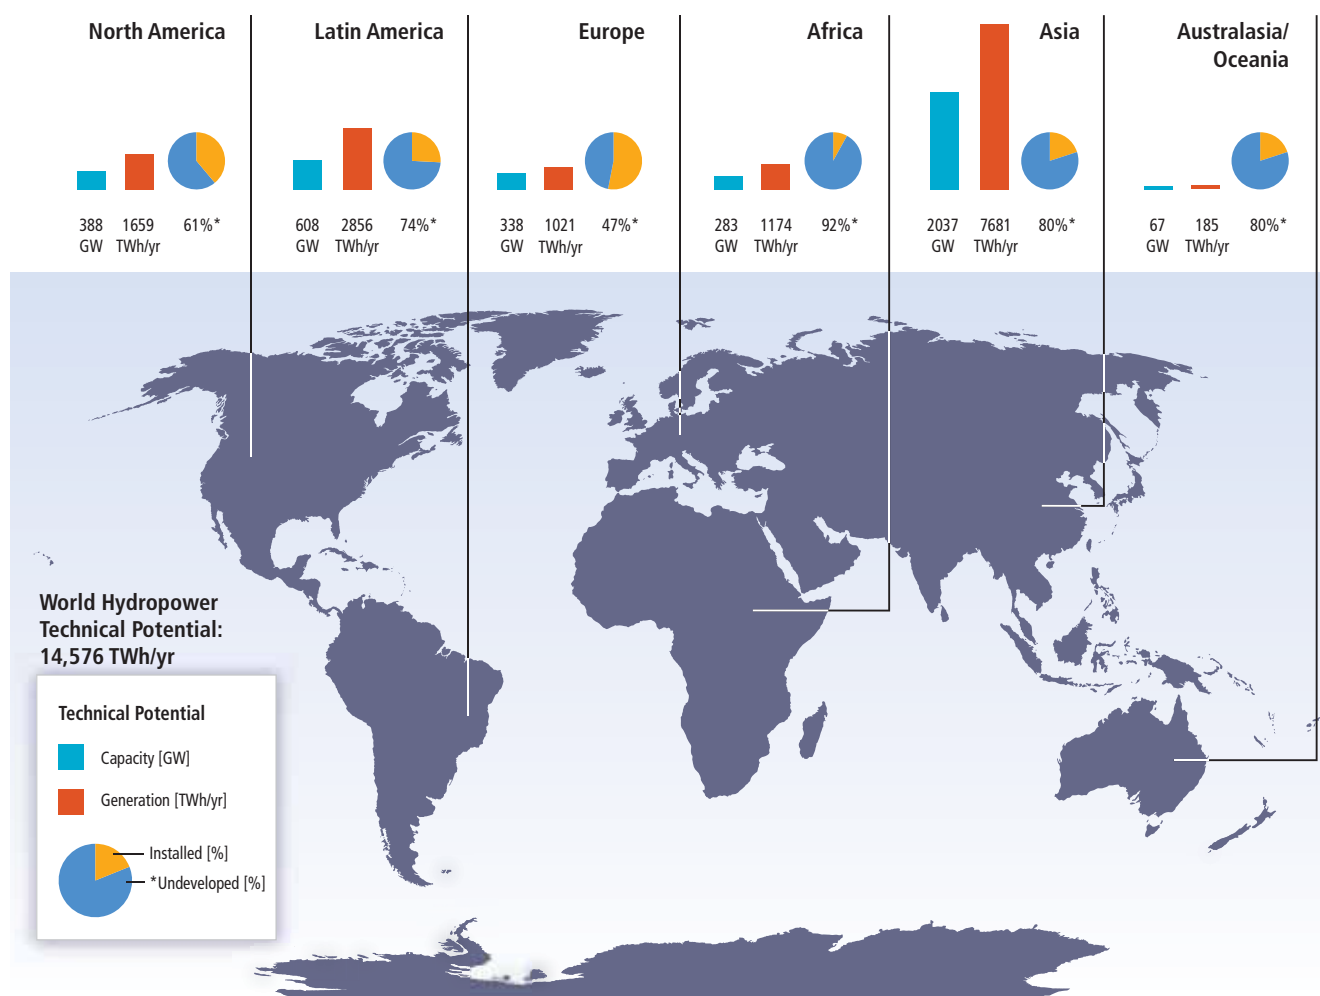 North America
388
GW
1659
TWh/yr
61%*
Latin America
608
GW
2856
TWh/yr
74%*
Europe
338
GW
1021
TWh/yr
47%*
Africa
283
GW
1174
TWh/yr
92%*
Asia
2037
GW
7681
TWh/yr
80%*
Australasia/
Oceania
67
GW
185
TWh/yr
80%*
World Hydropower
Technical Potential:
14,576 TWh/yr
Technical Potential
Capacity [GW]
Generation [TWh/yr]
Installed [%]
*Undeveloped [%]